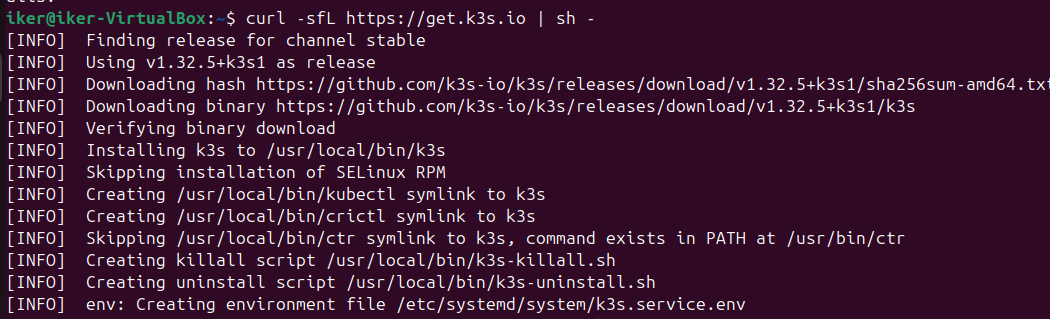 iker@iker-VirtualBox:~$ curl -sfL https://get.k3s.io | sh -
[INFO]  Finding release for channel stable
[INFO]  Using v1.32.5+k3s1 as release
[INFO]  Downloading hash https://github.com/k3s-io/k3s/releases/download/v1.32.5+k3s1/sha256sum-amd64.txt
[INFO]  Downloading binary https://github.com/k3s-io/k3s/releases/download/v1.32.5+k3s1/k3s
[INFO]  Verifying binary download
[INFO]  Installing k3s to /usr/local/bin/k3s
[INFO]  Skipping installation of SELinux RPM
[INFO]  Creating /usr/local/bin/kubectl symlink to k3s
[INFO]  Creating /usr/local/bin/crictl symlink to k3s
[INFO]  Skipping /usr/local/bin/ctr symlink to k3s, command exists in PATH at /usr/bin/ctr
[INFO]  Creating killall script /usr/local/bin/k3s-killall.sh
[INFO]  Creating uninstall script /usr/local/bin/k3s-uninstall.sh
[INFO]  env: Creating environment file /etc/systemd/system/k3s.service.env